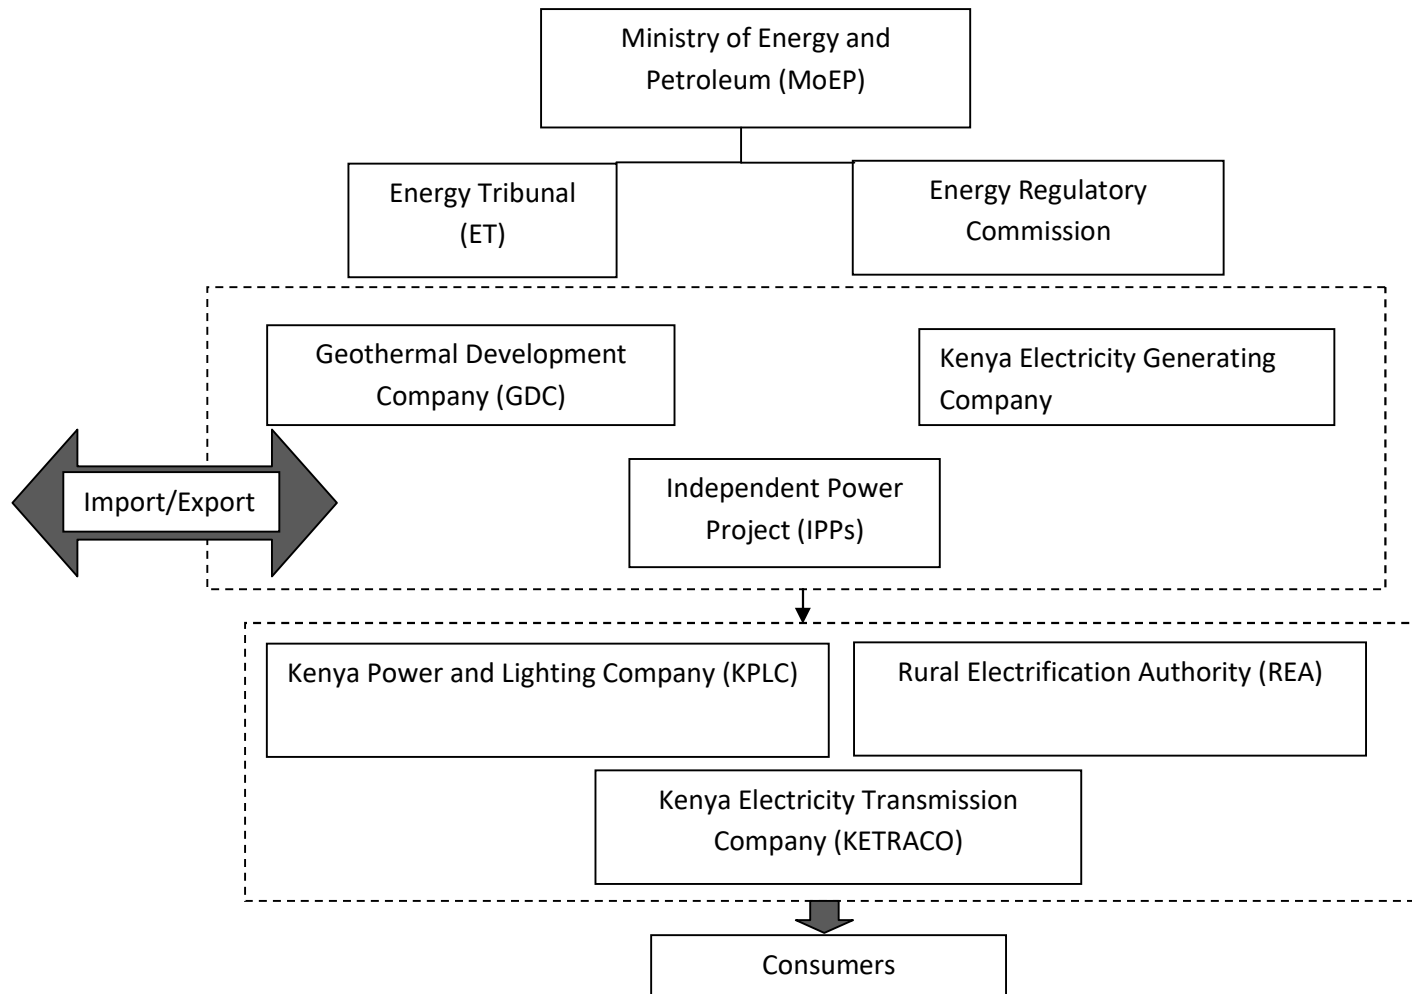 Ministry of Energy and
Petroleum (MoEP)
Energy Tribunal
(ET)
Energy Regulatory
Commission
Geothermal Development
Company (GDC)
Kenya Electricity Generating
Company
Import/Export
Independent Power
Project (IPPs)
Kenya Power and Lighting Company (KPLC)
Rural Electrification Authority (REA)
Kenya Electricity Transmission
Company (KETRACO)
Consumers